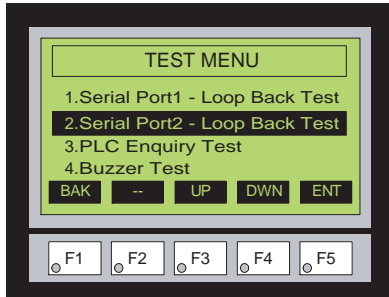 TEST MENU
1.Serial Port1 - Loop Back Test
2.Serial Port2 - Loop Back Test
3.PLC Enquiry Test
4.Buzzer Test
BAK -- UP DWN ENT
F1 F2 F3 F4 F5